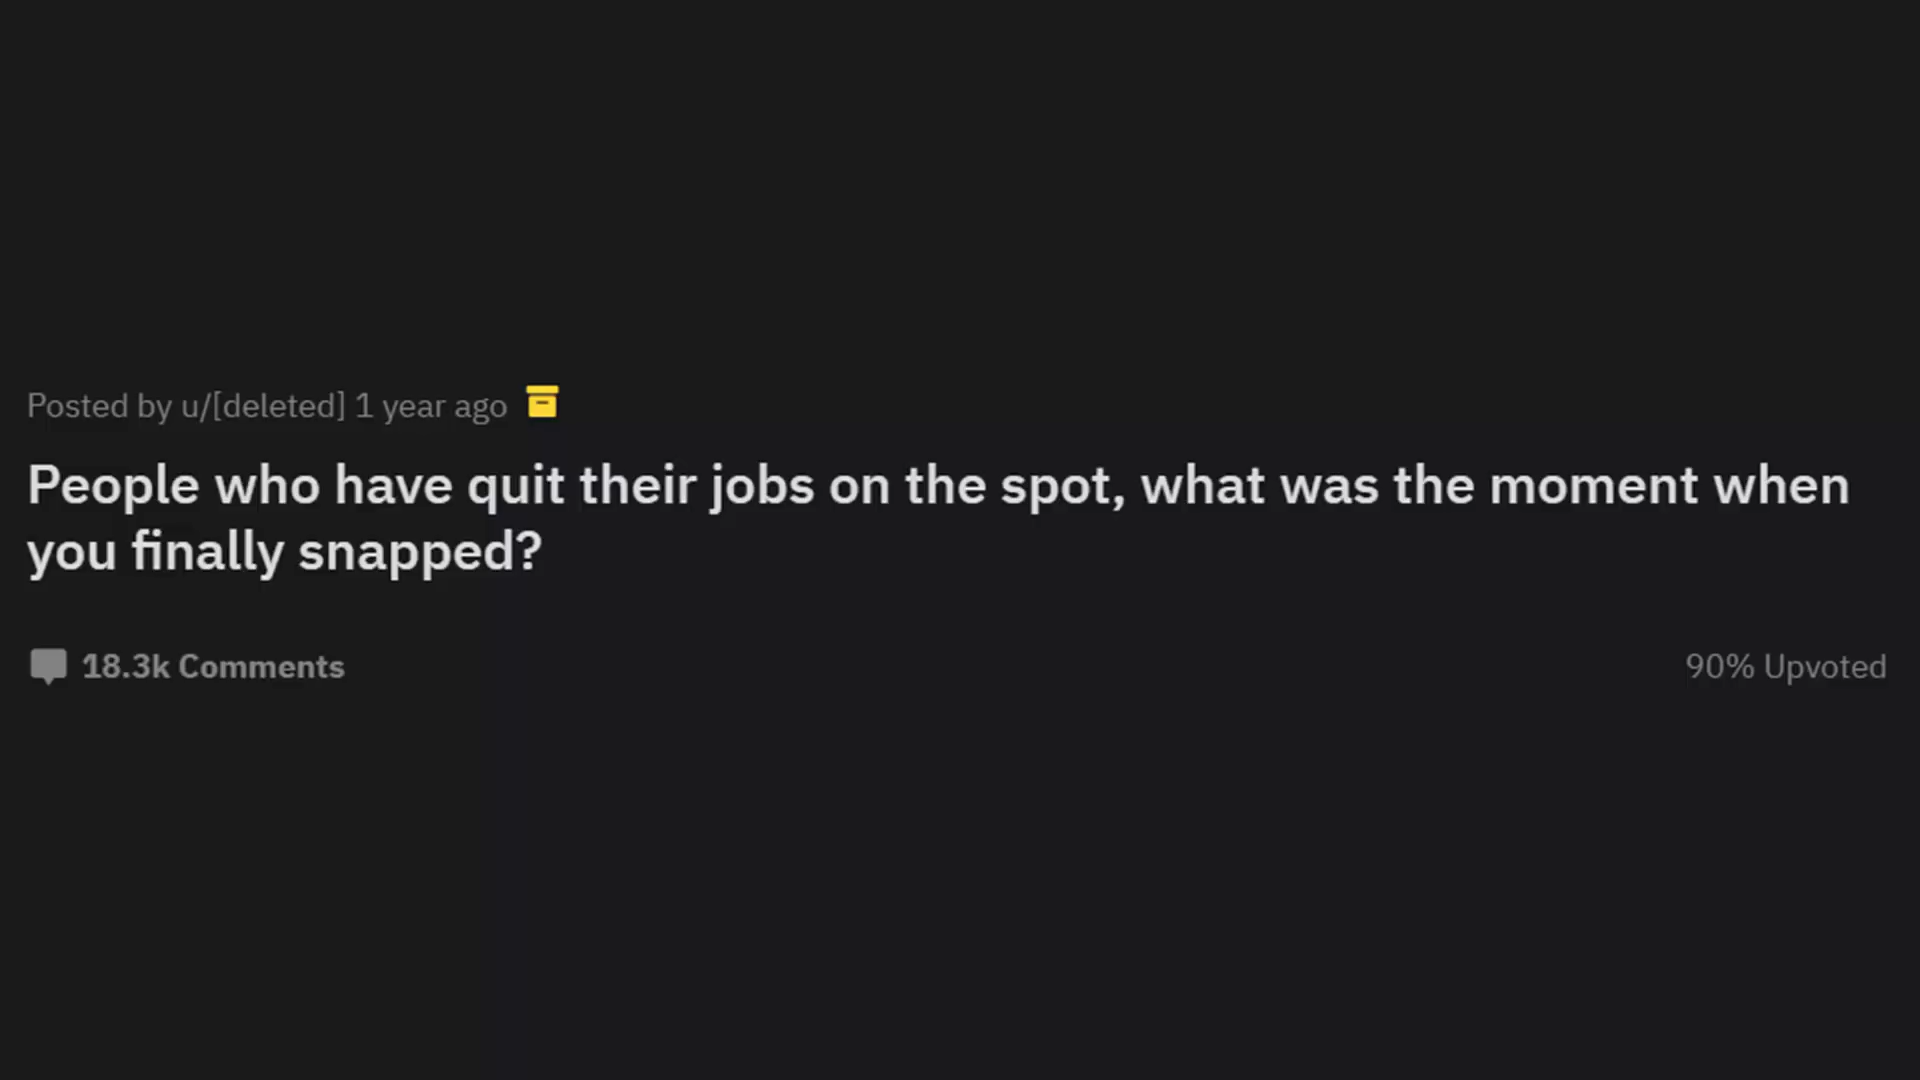 Posted by u/[deleted] 1 year ago
People who have quit their jobs on the spot, what was the moment when
you finally snapped?
18.3k Comments
90% Upvoted